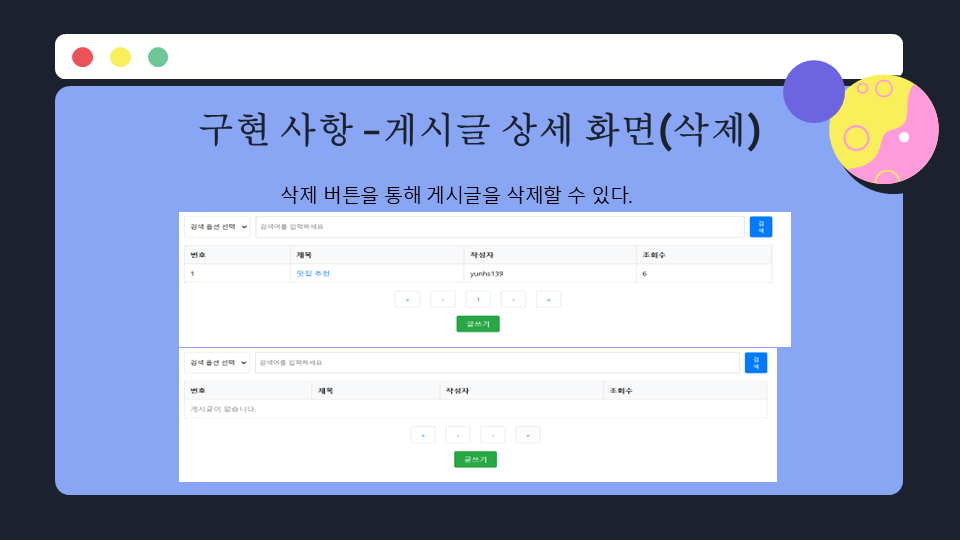 구현 사항 –게시글 상세 화면(삭제)
삭제 버튼을 통해 게시글을 삭제할 수 있다.
검색 옵션 선택 검색어를 입력하세요 검색
번호 제목 작성자 조회수
1 맛집 추천 yunhs139 6
« ‹ 1 › »
글쓰기
검색 옵션 선택 검색어를 입력하세요 검색
번호 제목 작성자 조회수
게시글이 없습니다.
« ‹ › »
글쓰기